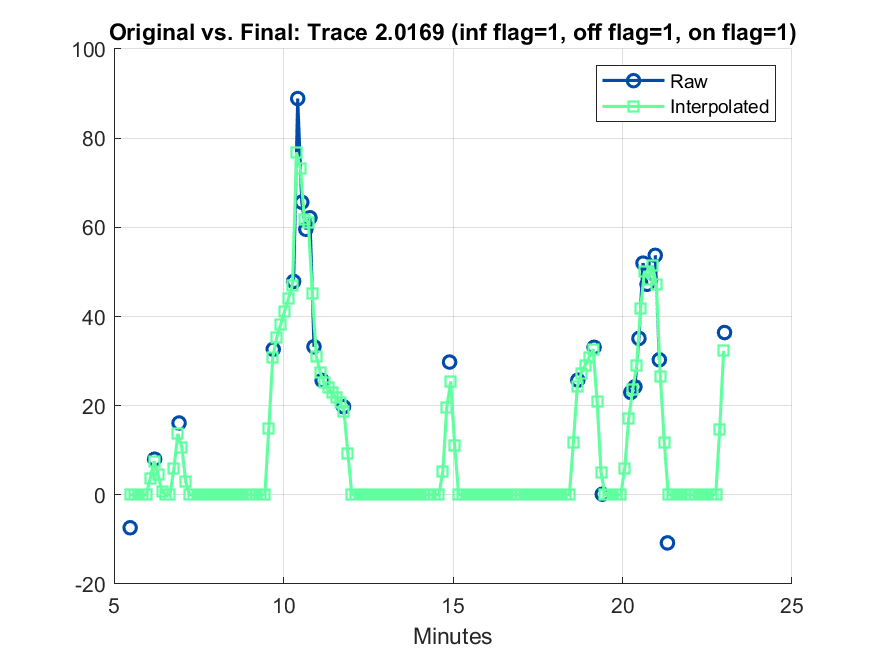 Original vs. Final: Trace 2.0169 (inf flag=1, off flag=1, on flag=1)
100
80
60
40
20
0
-20
Raw
Interpolated
5 10 15 20 25
Minutes